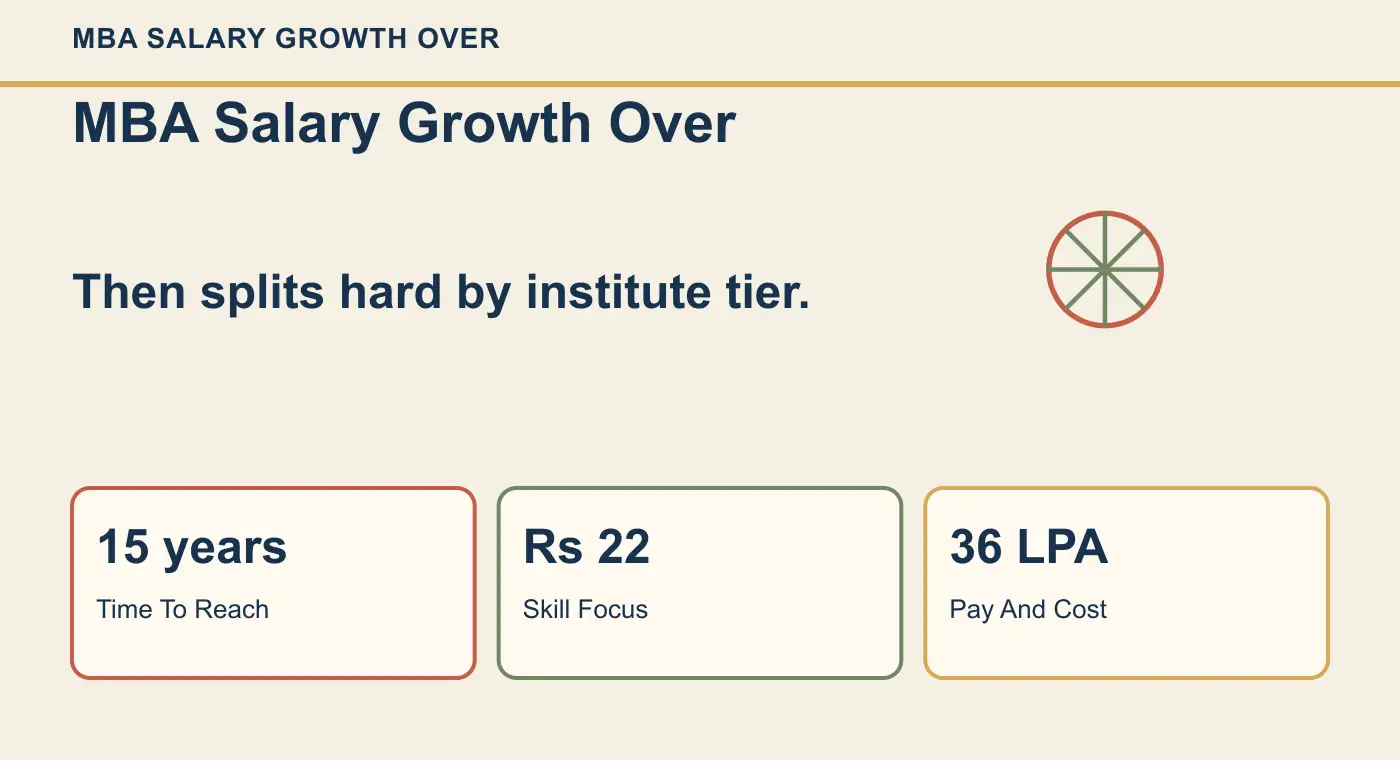 MBA SALARY GROWTH OVER
MBA Salary Growth Over
Then splits hard by institute tier.
15 years
Time To Reach
Rs 22
Skill Focus
36 LPA
Pay And Cost